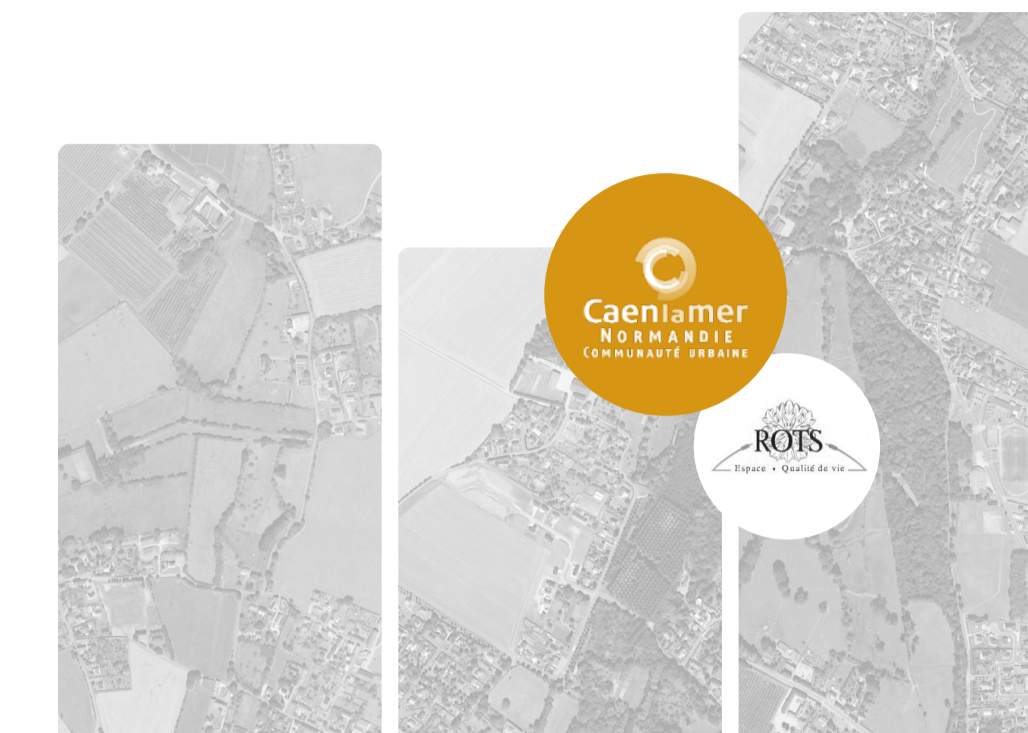 Caenlamer
NORMANDIE
COMMUNAUTÉ URBAINE
ROTS
Espace • Qualité de vie